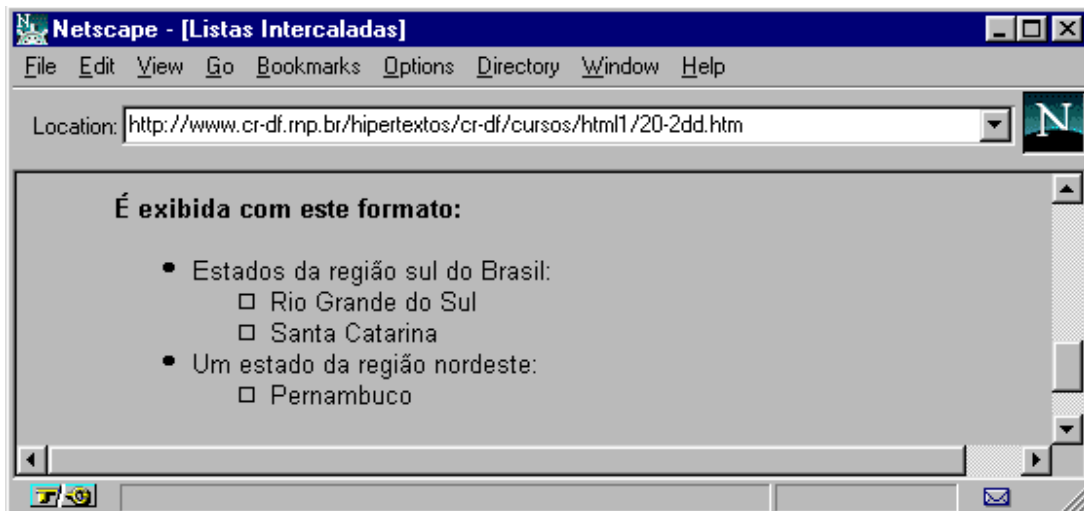 Netscape - [Listas Intercaladas]
File Edit View Go Bookmarks Options Directory Window Help
Location: http://www.cr-df.rnp.br/hipertextos/cr-df/cursos/html1/20-2dd.htm
N
É exibida com este formato:
• Estados da região sul do Brasil:
Rio Grande do Sul
Santa Catarina
• Um estado da região nordeste:
Pernambuco